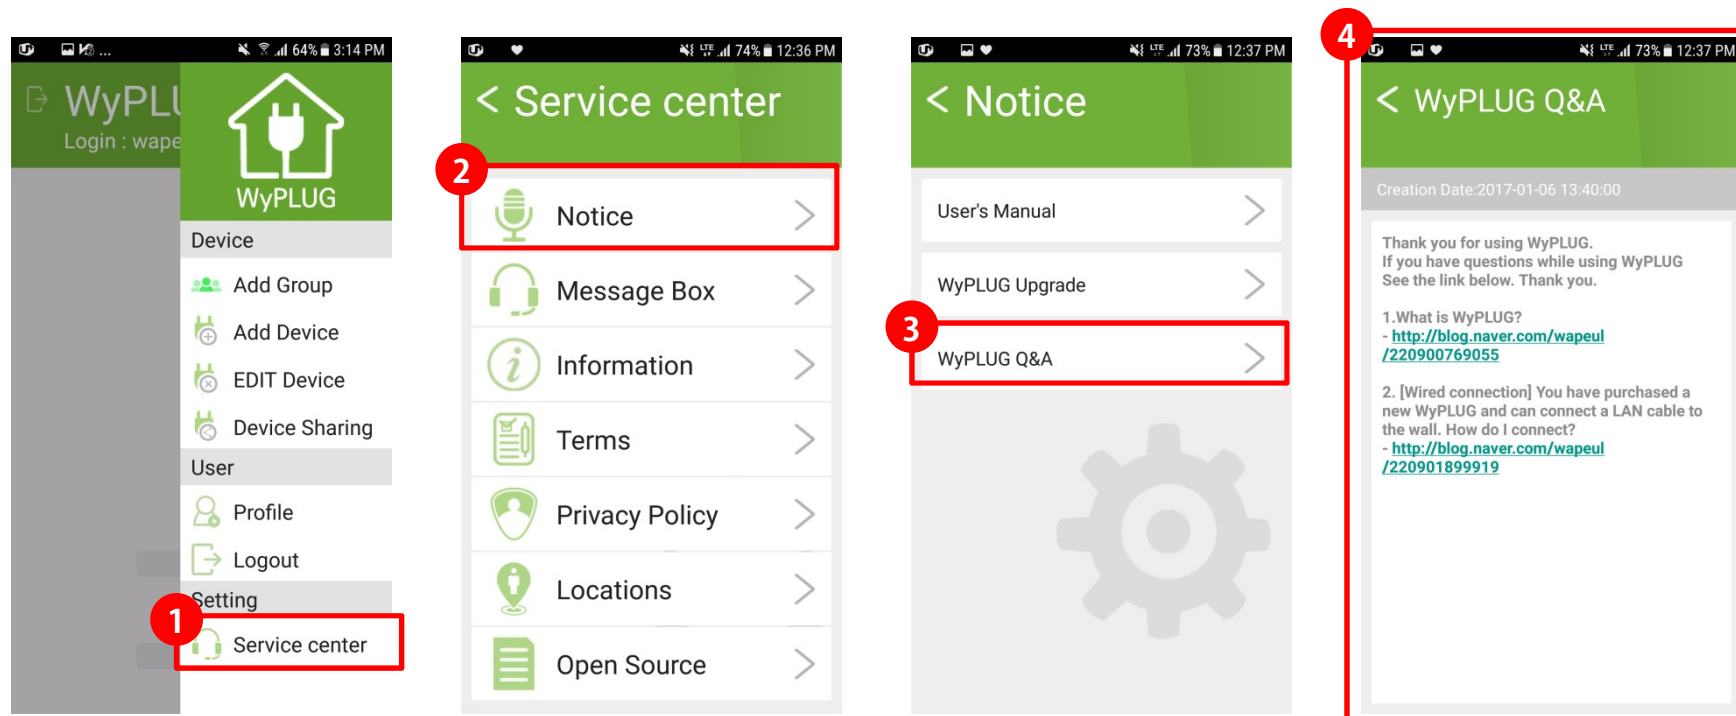 64% 3:14 PM
WyPLU
Login : wape
WyPLUG
Device
Add Group
Add Device
EDIT Device
Device Sharing
User
Profile
Logout
Setting
1
Service center
LTE 74% 12:36 PM
< Service center
2
Notice
Message Box
i Information
Terms
Privacy Policy
Locations
Open Source
LTE 73% 12:37 PM
< Notice
User's Manual
WyPLUG Upgrade
3
WyPLUG Q&A
4
LTE 73% 12:37 PM
< WyPLUG Q&A
Creation Date:2017-01-06 13:40:00
Thank you for using WyPLUG.
If you have questions while using WyPLUG
See the link below. Thank you.
1.What is WyPLUG?
- http://blog.naver.com/wapeul
/220900769055
2. [Wired connection] You have purchased a
new WyPLUG and can connect a LAN cable to
the wall. How do I connect?
- http://blog.naver.com/wapeul
/220901899919